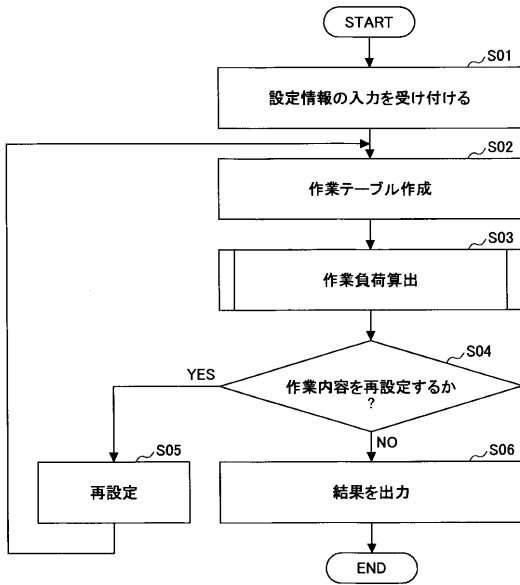 START
S01
設定情報の入力を受け付ける
S02
作業テーブル作成
S03
作業負荷算出
S04
作業内容を再設定するか
?
YES
NO
S05
再設定
S06
結果を出力
END